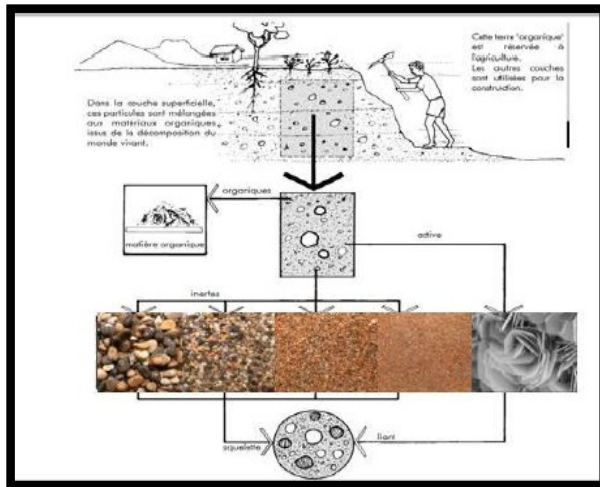 Cette terre "organique"
est réservée à
l'agriculture.
Les autres couches
sont utilisées pour la
construction.
Dans la couche superficielle,
ces particules sont mélangées
aux matériaux organiques
issus de la décomposition du
monde vivant.
organiques
matière organique
active
inertes
squelette
liant